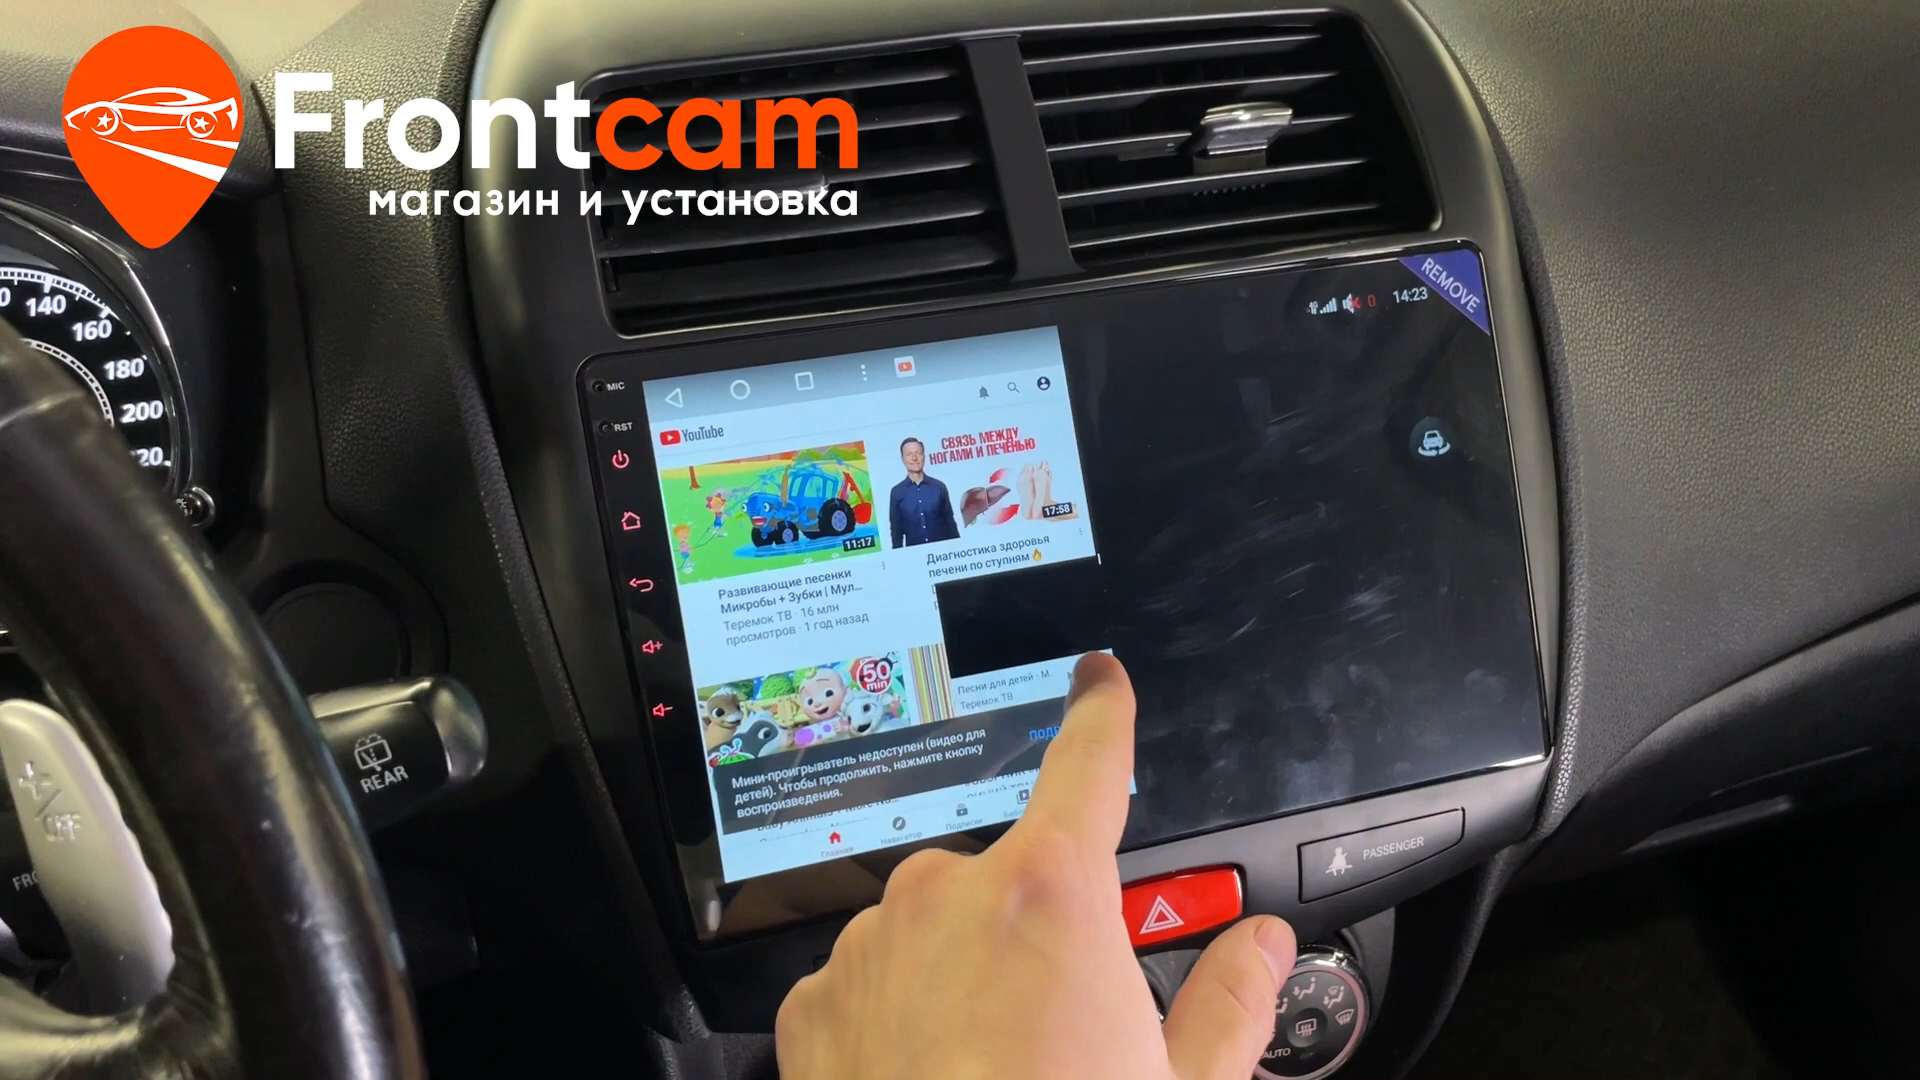 Frontcam
магазин и установка
140
160
180
200
MIC
RST
REAR
OFF
REMOVE
14:23
0
YouTube
11:17
Развивающие песенки
Микробы + Зубки | Мул...
Теремок ТВ · 16 млн
просмотров · 1 год назад
СВЯЗЬ МЕЖДУ
НОГАМИ И ПЕЧЕНЬЮ
17:58
Диагностика здоровья
печени по ступням
50
min
Песни для детей - М.
Теремок ТВ
Мини-проигрыватель недоступен (видео для
детей). Чтобы продолжить, нажмите кнопку
воспроизведения.
Главная
Навигатор
Подписки
PASSENGER
AUTO